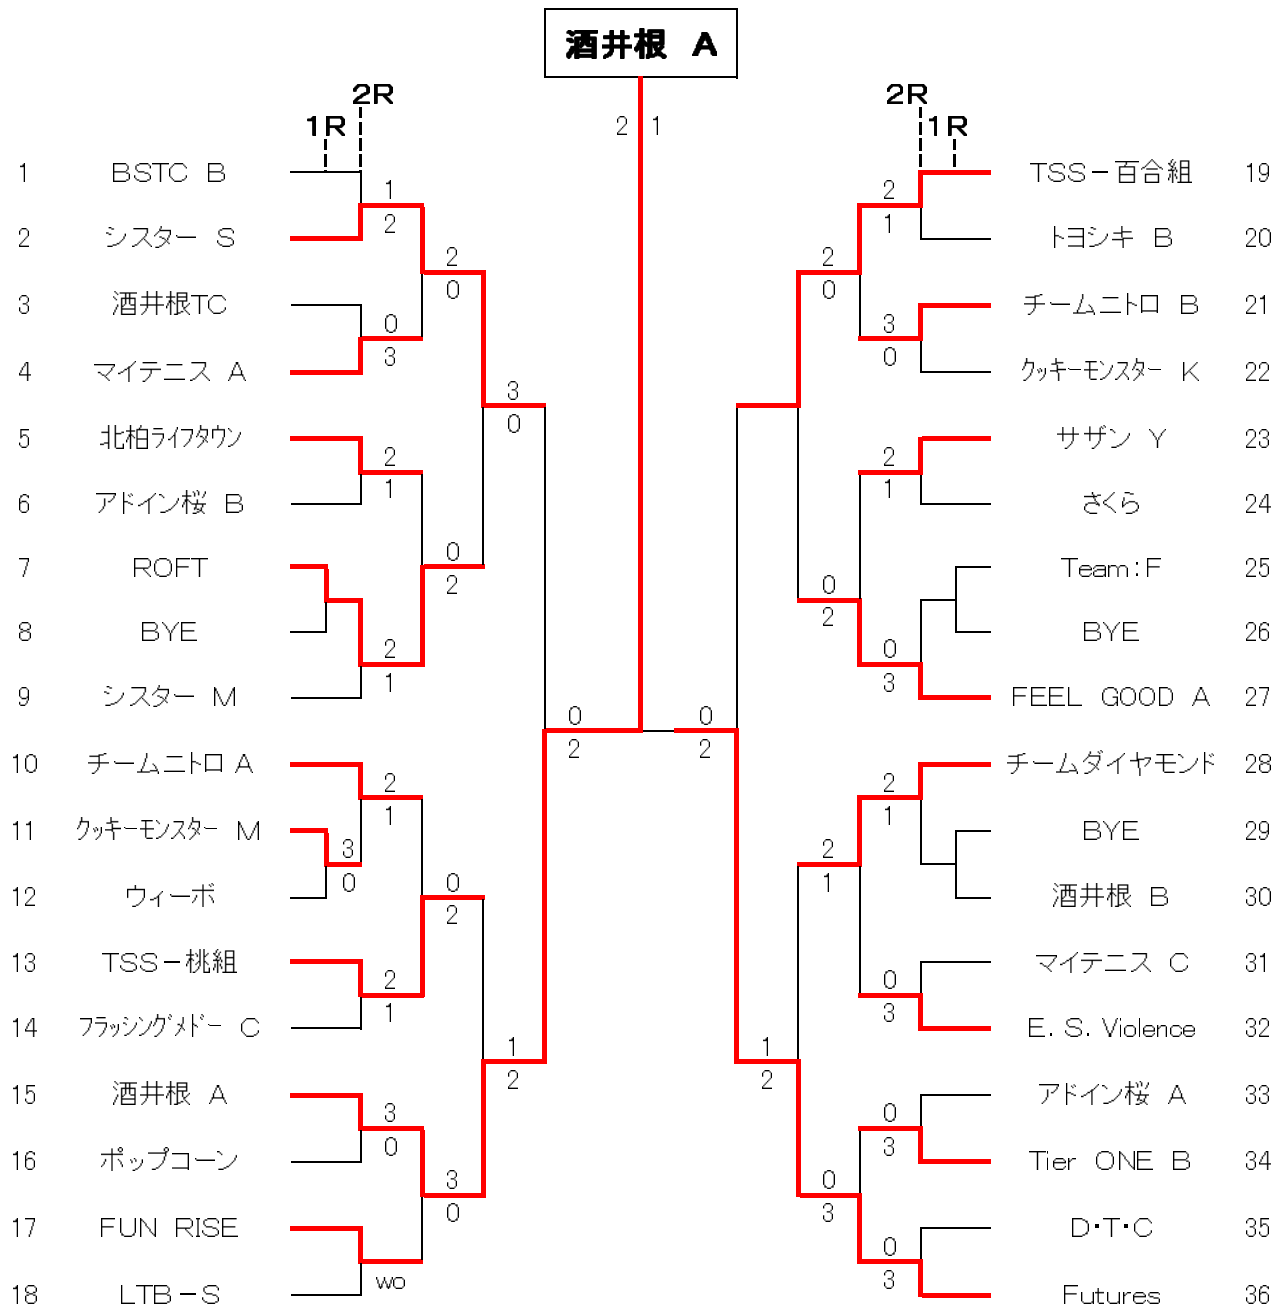 酒井根 A
2 1
2R
1R
2R
1R
1 BSTC B
1
2
2 シスター S
2
0
3 酒井根TC
0
3
4 マイテニス A
3
0
5 北柏ライフタウン
2
1
6 アドイン桜 B
0
2
7 ROFT
8 BYE
2
1
9 シスター M
0
2
10 チームニトロ A
2
1
11 クッキーモンスター M
3
0
12 ウィーボ
0
2
13 TSS-桃組
2
1
14 フラッシングメドー C
1
2
15 酒井根 A
3
0
16 ポップコーン
3
0
17 FUN RISE
wo
18 LTB-S
TSS-百合組 19
2
1
トヨシキ B 20
2
0
チームニトロ B 21
3
0
クッキーモンスター K 22
サザン Y 23
2
1
さくら 24
0
2
Team:F 25
BYE 26
0
3
FEEL GOOD A 27
0
2
チームダイヤモンド 28
2
1
BYE 29
2
1
酒井根 B 30
マイテニス C 31
0
3
E. S. Violence 32
1
2
アドイン桜 A 33
0
3
Tier ONE B 34
0
3
D・T・C 35
0
3
Futures 36